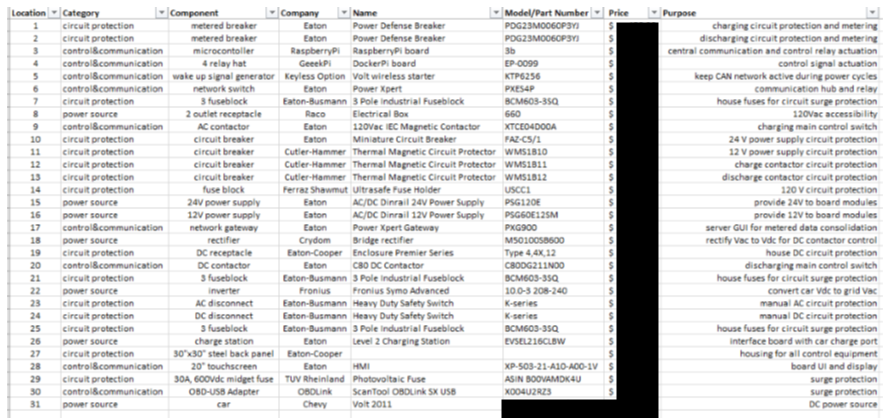 Location Category Component Company Name Model/Part Number Price Purpose
1 circuit protection metered breaker Eaton Power Defense Breaker PDG23M0060P3YJ $ charging circuit protection and metering
2 circuit protection metered breaker Eaton Power Defense Breaker PDG23M0060P3YJ $ discharging circuit protection and metering
3 control&communication microcontoller RaspberryPi RaspberryPi board 3b $ central communication and control relay actuation
4 control&communication 4 relay hat GeeekPi DockerPi board EP-0099 $ control signal actuation
5 control&communication wake up signal generator Keyless Option Volt wireless starter KTP6256 $ keep CAN network active during power cycles
6 control&communication network switch Eaton Power Xpert PXES4P $ communication hub and relay
7 circuit protection 3 fuseblock Eaton-Busmann 3 Pole Industrial Fuseblock BCM603-3SQ $ house fuses for circuit surge protection
8 power source 2 outlet receptacle Raco Electrical Box 660 $ 120Vac accessibility
9 control&communication AC contactor Eaton 120Vac IEC Magnetic Contactor XTCE04D00A $ charging main control switch
10 circuit protection circuit breaker Eaton Miniature Circuit Breaker FAZ-C5/1 $ 24 V power supply circuit protection
11 circuit protection circuit breaker Cutler-Hammer Thermal Magnetic Circuit Protector WMS1B10 $ 12 V power supply circuit protection
12 circuit protection circuit breaker Cutler-Hammer Thermal Magnetic Circuit Protector WMS1B11 $ charge contactor circuit protection
13 circuit protection circuit breaker Cutler-Hammer Thermal Magnetic Circuit Protector WMS1B12 $ discharge contactor circuit protection
14 circuit protection fuse block Ferraz Shawmut Ultrasafe Fuse Holder USCC1 $ 120 V circuit protection
15 power source 24V power supply Eaton AC/DC Dinrail 24V Power Supply PSG120E $ provide 24V to board modules
16 power source 12V power supply Eaton AC/DC Dinrail 12V Power Supply PSG60E12SM $ provide 12V to board modules
17 control&communication network gateway Eaton Power Xpert Gateway PXG900 $ server GUI for metered data consolidation
18 power source rectifier Crydom Bridge rectifier M501005B600 $ rectify Vac to Vdc for DC contactor control
19 circuit protection DC receptacle Eaton-Cooper Enclosure Premier Series Type 4,4X,12 $ house DC circuit protection
20 control&communication DC contactor Eaton C80 DC Contactor C80DG211N00 $ discharging main control switch
21 circuit protection 3 fuseblock Eaton-Busmann 3 Pole Industrial Fuseblock BCM603-3SQ $ house fuses for circuit surge protection
22 power source inverter Fronius Fronius Symo Advanced 10.0-3 208-240 $ convert car Vdc to grid Vac
23 circuit protection AC disconnect Eaton-Busmann Heavy Duty Safety Switch K-series $ manual AC circuit protection
24 circuit protection DC disconnect Eaton-Busmann Heavy Duty Safety Switch K-series $ manual DC circuit protection
25 circuit protection 3 fuseblock Eaton-Busmann 3 Pole Industrial Fuseblock BCM603-3SQ $ house fuses for circuit surge protection
26 power source charge station Eaton Level 2 Charging Station EVSEL216CLBW $ interface board with car charge port
27 circuit protection 30"x30" steel back panel Eaton-Cooper $ housing for all control equipment
28 control&communication 20" touchscreen Eaton HMI XP-503-21-A10-A00-1V $ board UI and display
29 circuit protection 30A, 600Vdc midget fuse TUV Rheinland Photovoltaic Fuse ASIN B00VAMDK4U $ surge protection
30 control&communication OBD-USB Adapter OBDLink ScanTool OBDLink SX USB X004U2RZ3 $ surge protection
31 power source car Chevy Volt 2011 DC power source